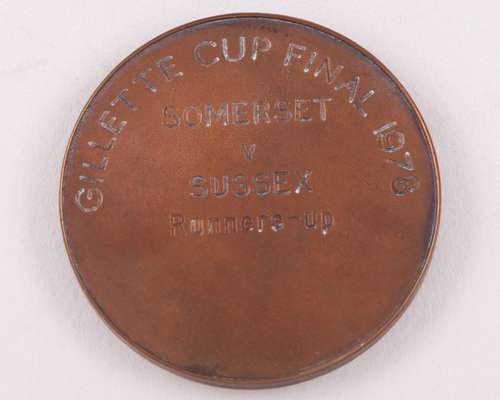 GILLETTE CUP FINAL 1978
SOMERSET
v
SUSSEX
Runners-up